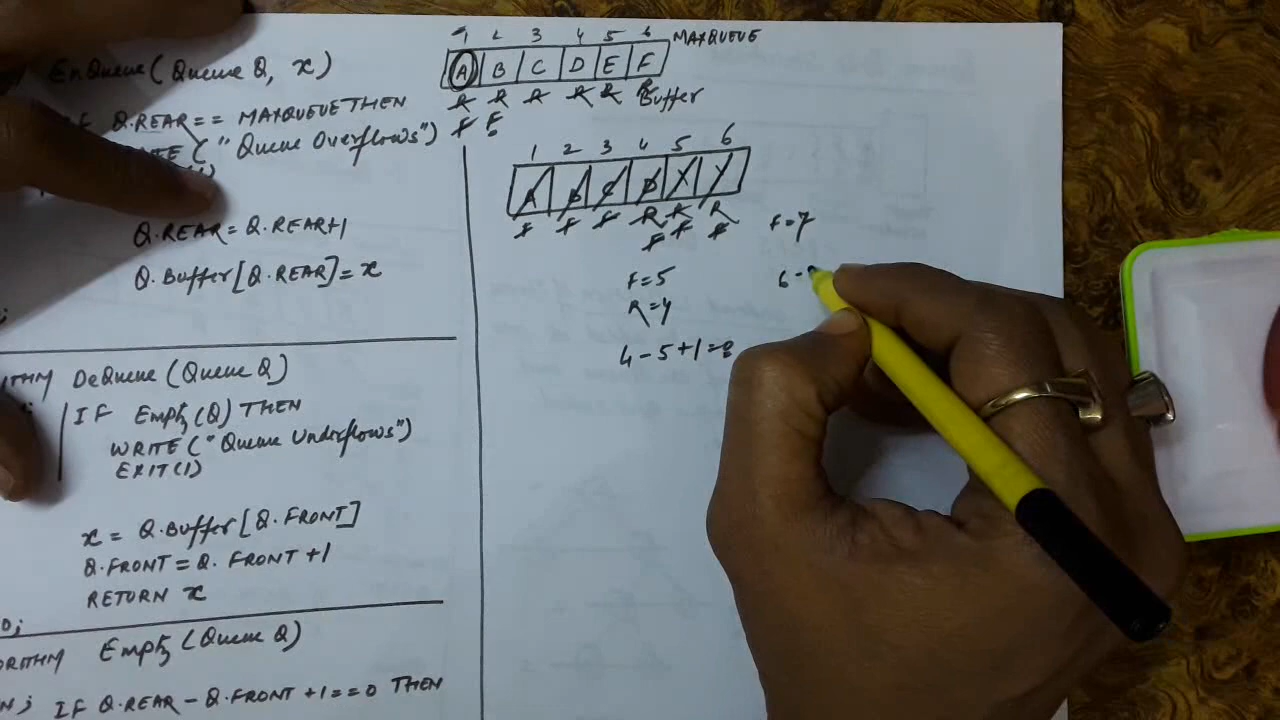 EnQueue(Queue Q, x)
IF Q.REAR == MAXQUEUE THEN
("Queue Overflows")
Q.REAR = Q.REAR+1
Q.Buffer[Q.REAR] = x
DeQueue(Queue Q)
IF Empty(Q) THEN
WRITE("Queue Underflows")
EXIT(1)
x = Q.Buffer[Q.FRONT]
Q.FRONT = Q.FRONT +1
RETURN x
Empty(Queue Q)
IF Q.REAR - Q.FRONT +1 == 0 THEN
1 2 3 4 5 6 MAXQUEUE
A B C D E F
R R R R R R Buffer
F F
1 2 3 4 5 6
A B C D X Y
F F F R R R
F F F
F=7
F=5
R=4
4-5+1=0
6-